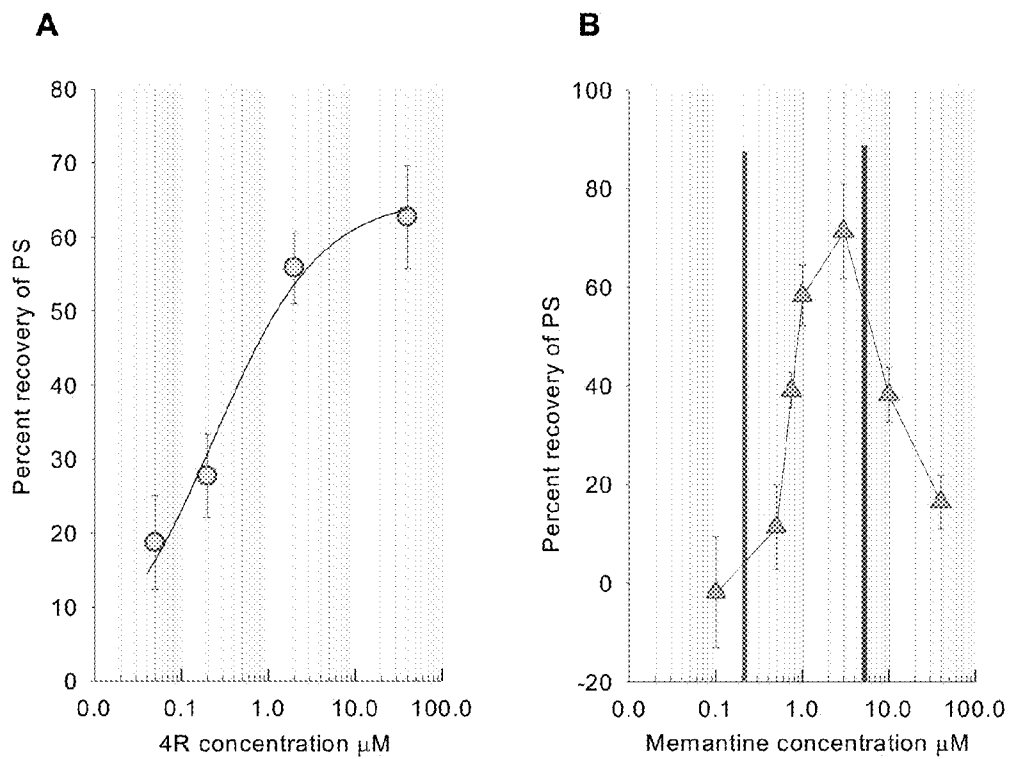 A
B
Percent recovery of PS
80
70
60
50
40
30
20
10
0
0.0 0.1 1.0 10.0 100.0
4R concentration μM
Percent recovery of PS
100
80
60
40
20
0
-20
0.0 0.1 1.0 10.0 100.0
Memantine concentration μM